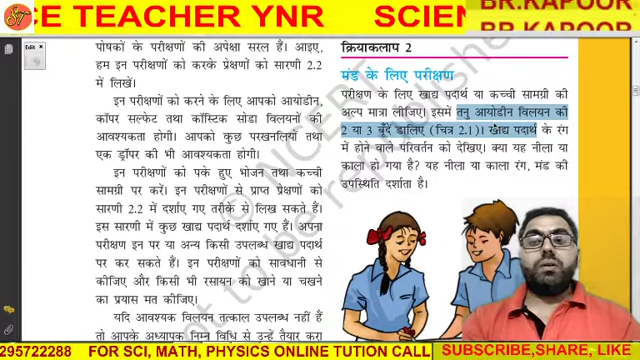 CE TEACHER YNR SCIEN
BR.KAPOOR
BR.KAPOOR
पोषकों के परीक्षणों की अपेक्षा सरल हैं। आइए,
हम इन परीक्षणों को करके प्रेक्षणों को सारणी 2.2
में लिखें।
इन परीक्षणों को करने के लिए आपको आयोडीन,
कॉपर सल्फेट तथा कॉस्टिक सोडा विलयनों की
आवश्यकता होगी। आपको कुछ परखनलियों तथा
एक ड्रॉपर की भी आवश्यकता होगी।
इन परीक्षणों को पके हुए भोजन तथा कच्ची
सामग्री पर करें। इन परीक्षणों से प्राप्त प्रेक्षणों को
सारणी 2.2 में दर्शाए गए तरीके से लिख सकते हैं।
इस सारणी में कुछ खाद्य पदार्थ दर्शाए गए हैं। अपना
परीक्षण इन पर या अन्य किसी उपलब्ध खाद्य पदार्थ
पर कर सकते हैं। इन परीक्षणों को सावधानी से
कीजिए और किसी भी रसायन को खाने या चखने
का प्रयास मत कीजिए।
यदि आवश्यक विलयन तत्काल उपलब्ध नहीं हैं
तो आपके अध्यापक निम्न विधि से उन्हें तैयार करा
क्रियाकलाप 2
मंड के लिए परीक्षण
परीक्षण के लिए खाद्य पदार्थ या कच्ची सामग्री की
अल्प मात्रा लीजिए। इसमें तनु आयोडीन विलयन की
2 या 3 बूँदें डालिए (चित्र 2.1)। खाद्य पदार्थ के रंग
में होने वाले परिवर्तन को देखिए। क्या यह नीला या
काला हो गया है? यह नीला या काला रंग, मंड की
उपस्थिति दर्शाता है।
© NCERT
not to be republished
295722288 FOR SCI, MATH, PHYSICS ONLINE TUITION CALL SUBSCRIBE,SHARE, LIKE